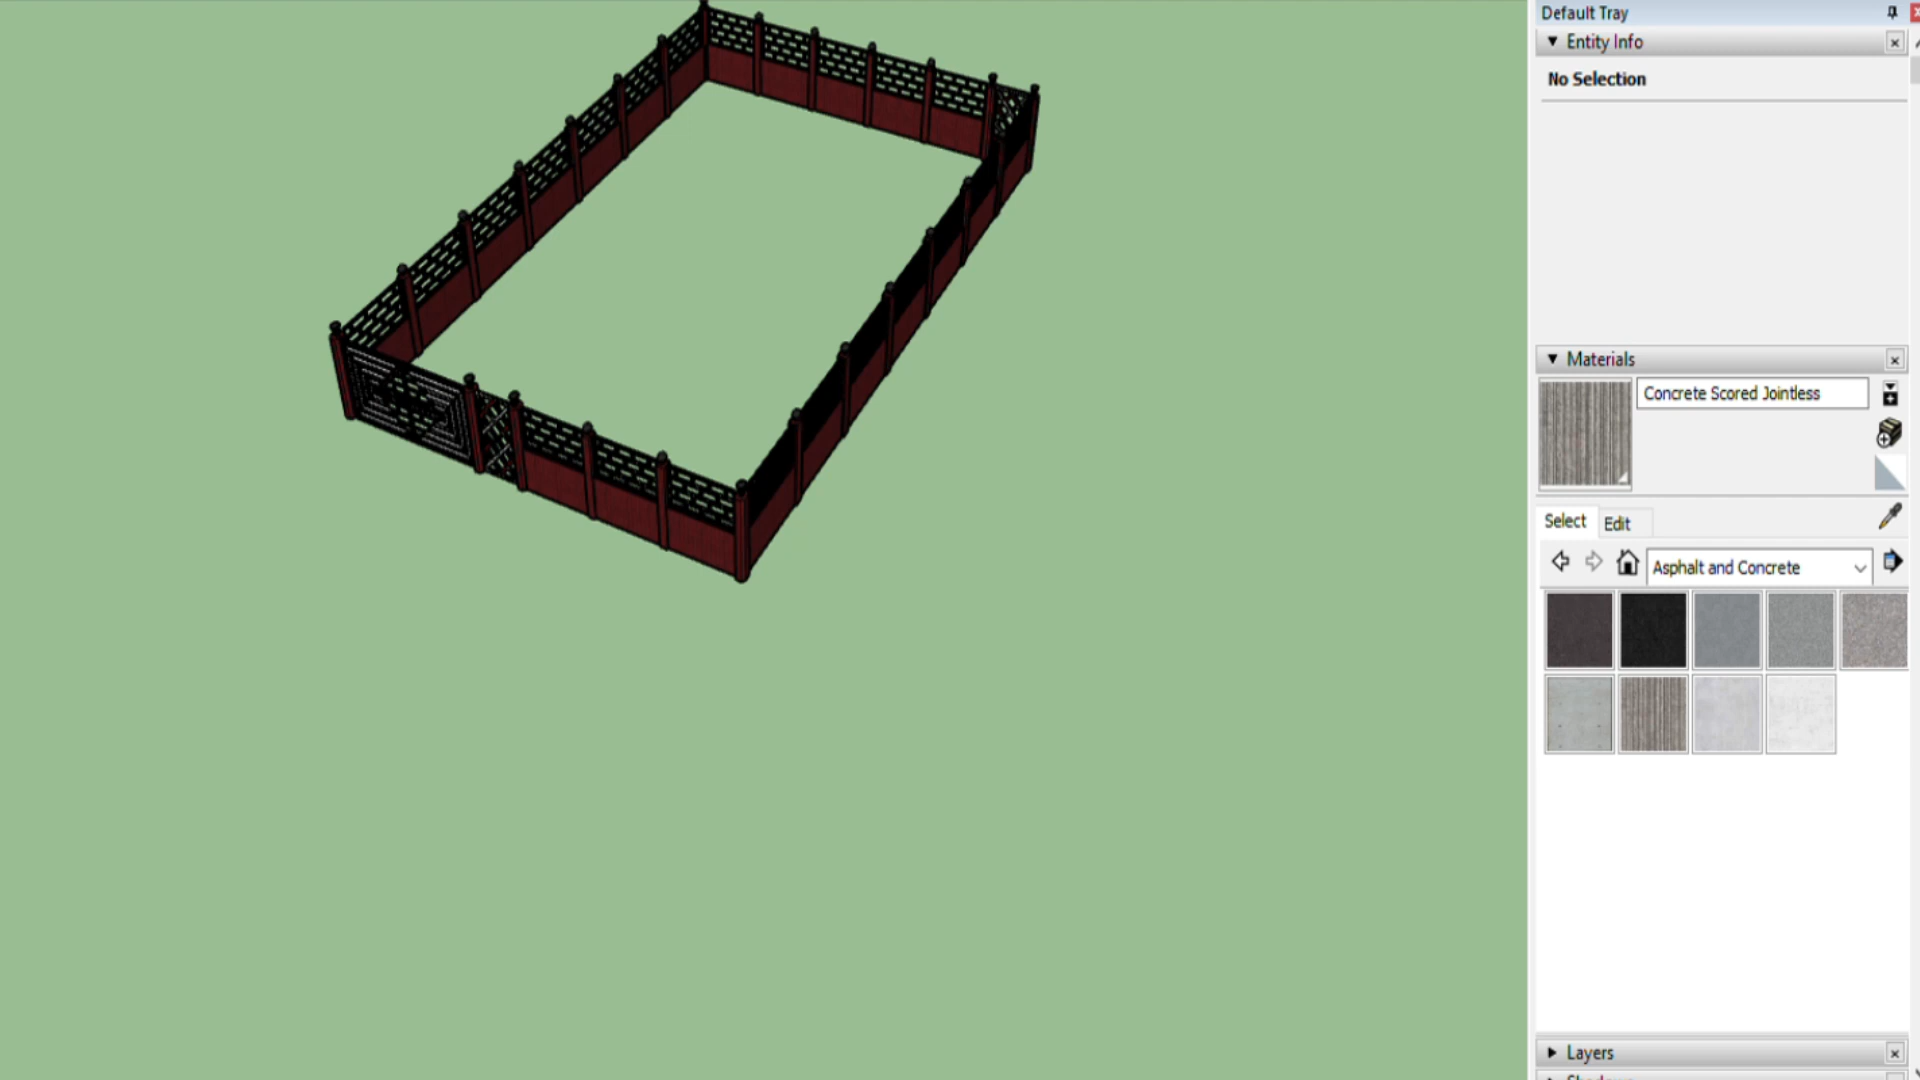 Default Tray
Entity Info
No Selection
Materials
Concrete Scored Jointless
Select
Edit
Asphalt and Concrete
Layers